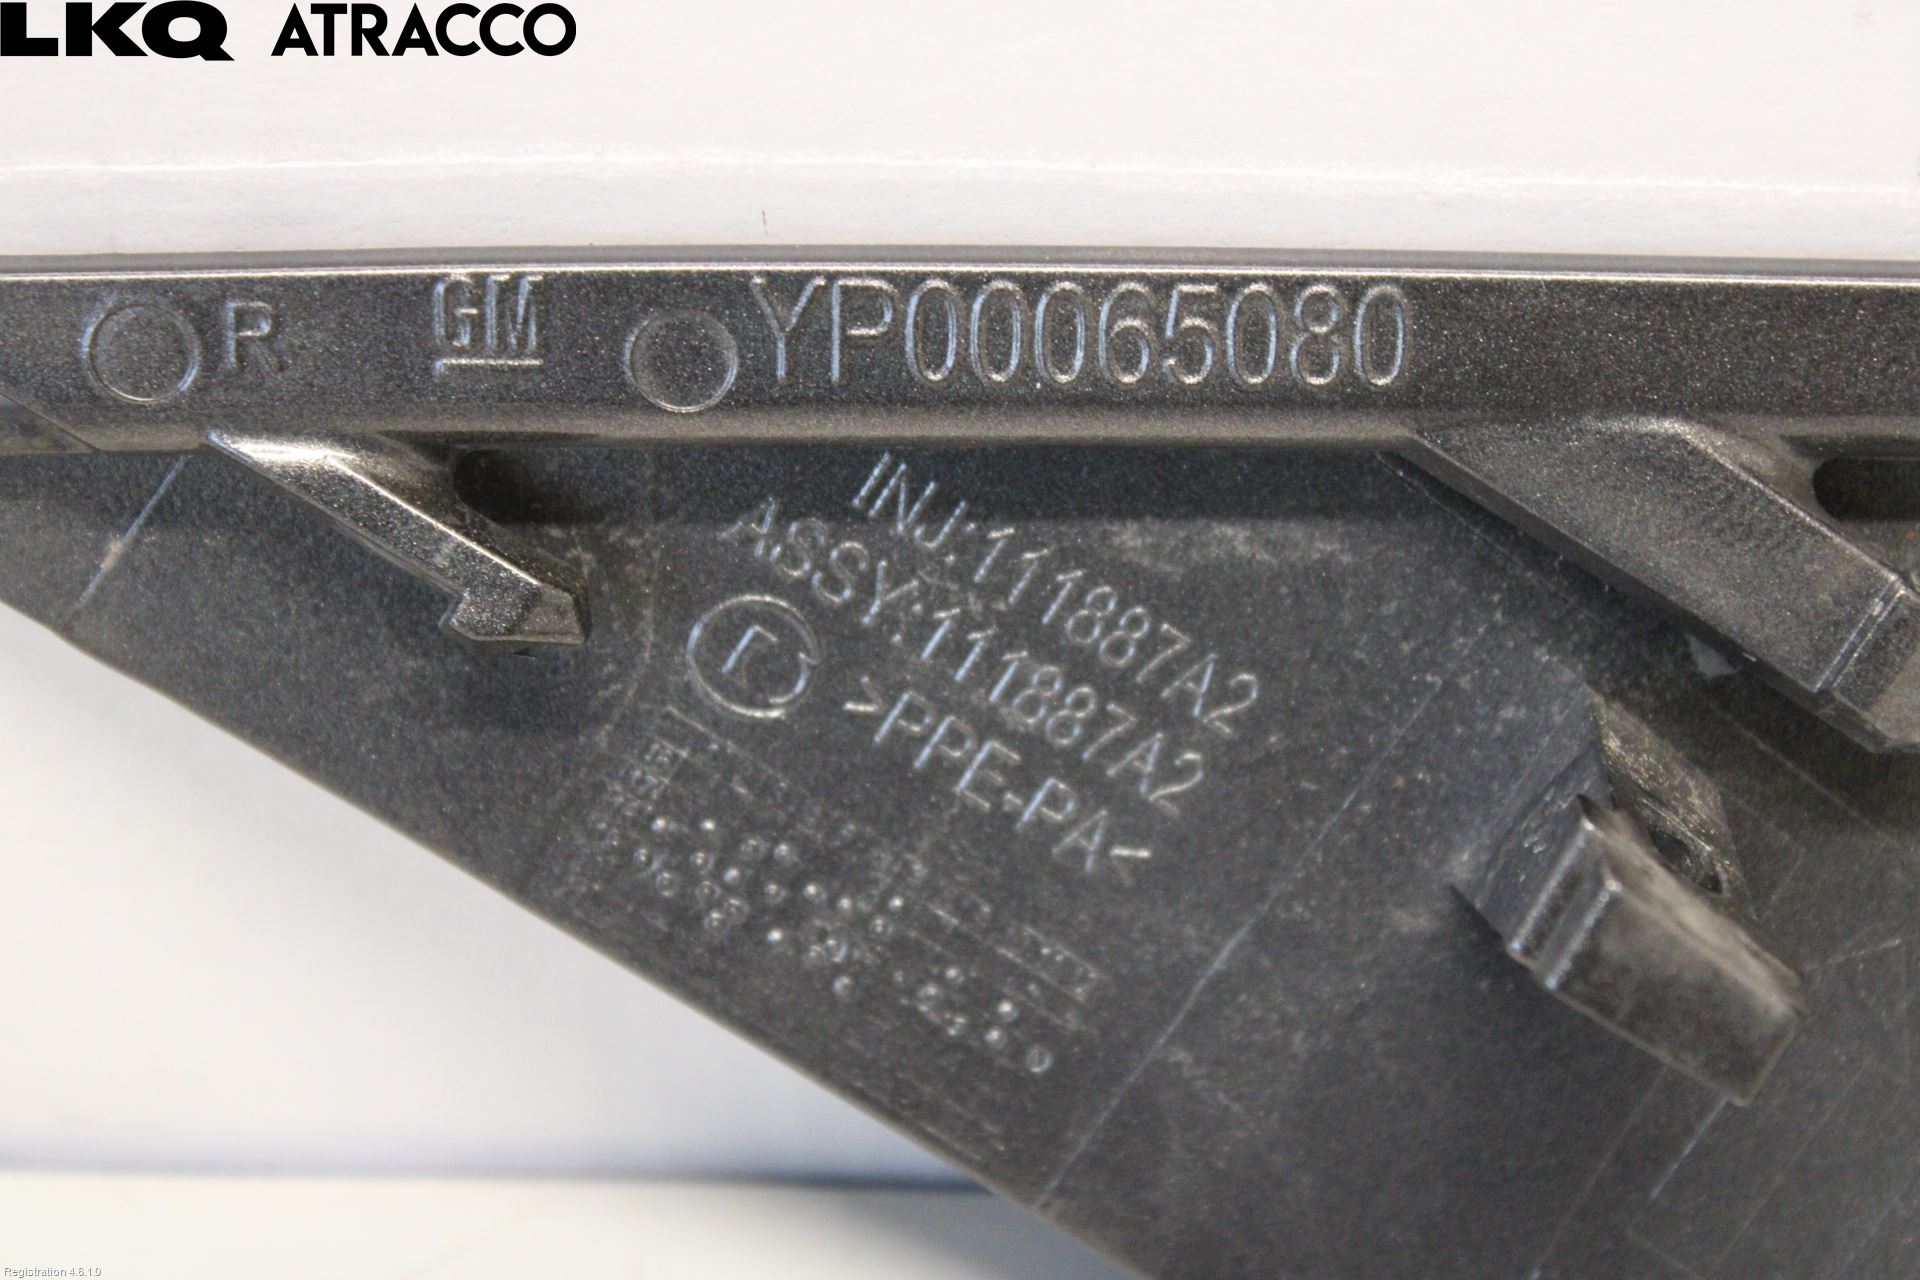 LKQ ATRACCO
R GM YP00065080
INJ:111887A2
ASSY:111887A2
>PPE-PA<
Registration 4.6.1.0